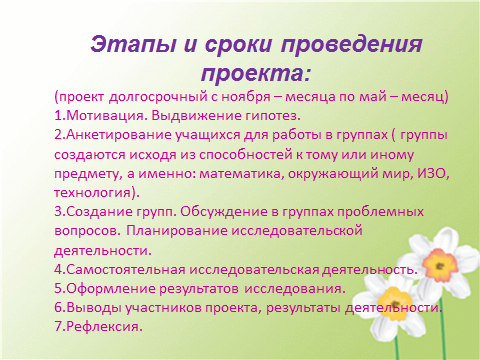 Этапы и сроки проведения
проекта:
(проект долгосрочный с ноября – месяца по май – месяц)
1.Мотивация. Выдвижение гипотез.
2.Анкетирование учащихся для работы в группах ( группы
создаются исходя из способностей к тому или иному
предмету, а именно: математика, окружающий мир, ИЗО,
технология).
3.Создание групп. Обсуждение в группах проблемных
вопросов. Планирование исследовательской
деятельности.
4.Самостоятельная исследовательская деятельность.
5.Оформление результатов исследования.
6.Выводы участников проекта, результаты деятельности.
7.Рефлексия.